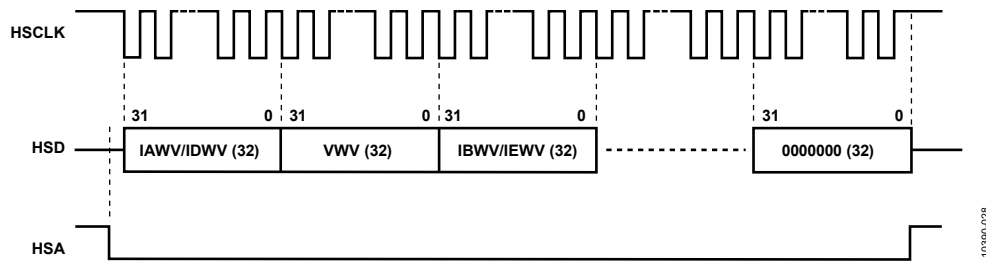 HSCLK
31 0 31 0 31 0 31 0
HSD
IAWV/IDWV (32) VWV (32) IBWV/IEWV (32) 0000000 (32)
HSA
10390-028